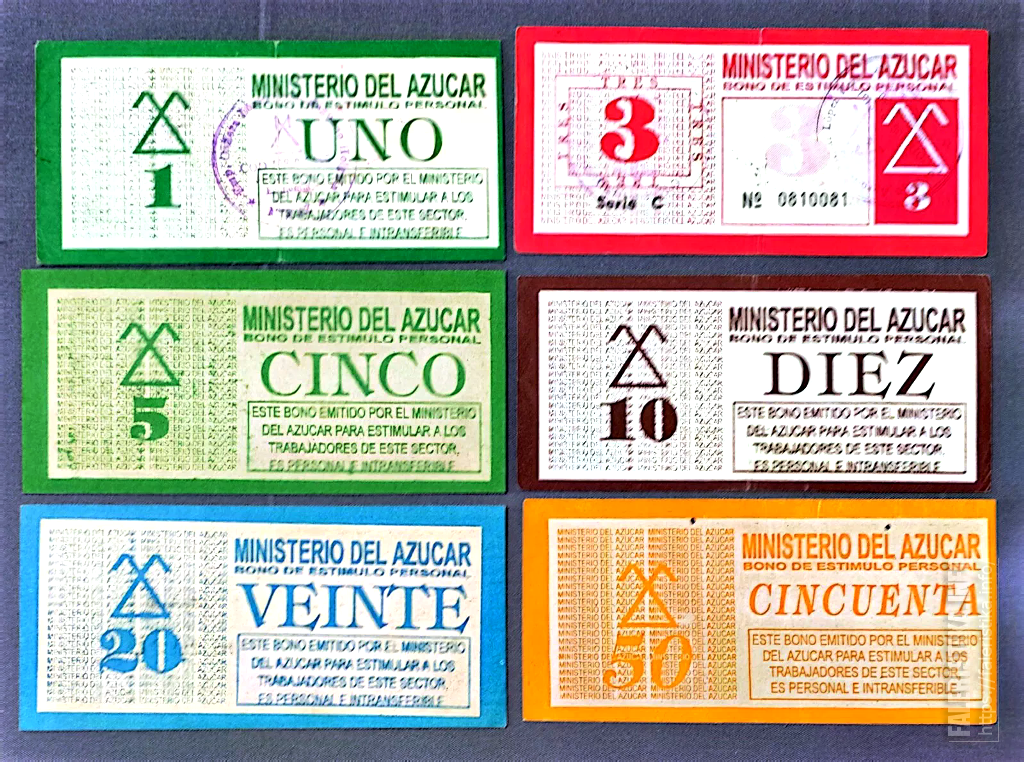 MINISTERIO DEL AZUCAR
BONO DE ESTIMULO PERSONAL
UNO
1
ESTE BONO EMITIDO POR EL MINISTERIO
DEL AZUCAR PARA ESTIMULAR A LOS
TRABAJADORES DE ESTE SECTOR.
ES PERSONAL E INTRANSFERIBLE
MINISTERIO DEL AZUCAR
BONO DE ESTIMULO PERSONAL
TRES
TRES
3
TRES
TRES
3
Serie C
Nº 0810081
3
MINISTERIO DEL AZUCAR
BONO DE ESTIMULO PERSONAL
CINCO
5
ESTE BONO EMITIDO POR EL MINISTERIO
DEL AZUCAR PARA ESTIMULAR A LOS
TRABAJADORES DE ESTE SECTOR.
ES PERSONAL E INTRANSFERIBLE
MINISTERIO DEL AZUCAR
BONO DE ESTIMULO PERSONAL
DIEZ
10
ESTE BONO EMITIDO POR EL MINISTERIO
DEL AZUCAR PARA ESTIMULAR A LOS
TRABAJADORES DE ESTE SECTOR.
ES PERSONAL E INTRANSFERIBLE
MINISTERIO DEL AZUCAR
BONO DE ESTIMULO PERSONAL
VEINTE
20
ESTE BONO EMITIDO POR EL MINISTERIO
DEL AZUCAR PARA ESTIMULAR A LOS
TRABAJADORES DE ESTE SECTOR.
ES PERSONAL E INTRANSFERIBLE
MINISTERIO DEL AZUCAR
BONO DE ESTIMULO PERSONAL
CINCUENTA
50
ESTE BONO EMITIDO POR EL MINISTERIO
DEL AZUCAR PARA ESTIMULAR A LOS
TRABAJADORES DE ESTE SECTOR.
ES PERSONAL E INTRANSFERIBLE